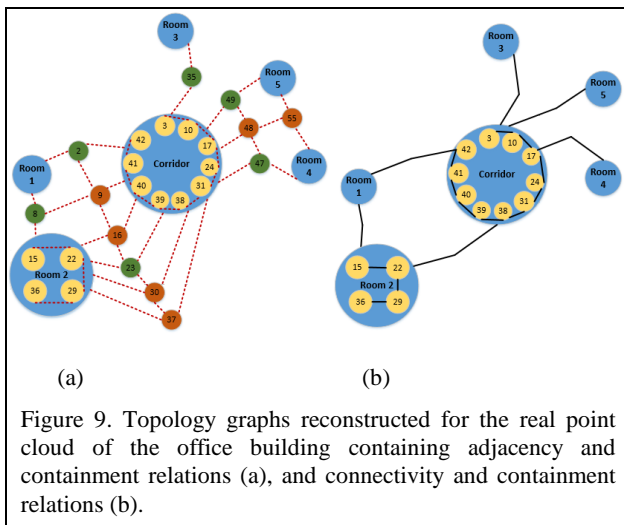 Room
3
35
Room
5
49
55
48
47
Room
4
3
10
42
17
41
Corridor
24
40
31
39
38
2
Room
1
9
8
16
15
22
Room 2
36
29
23
30
37
Room
3
Room
5
3
10
42
17
41
Corridor
24
40
31
39
38
Room
4
Room
1
15
22
Room 2
36
29
(a)
(b)
Figure 9. Topology graphs reconstructed for the real point
cloud of the office building containing adjacency and
containment relations (a), and connectivity and containment
relations (b).